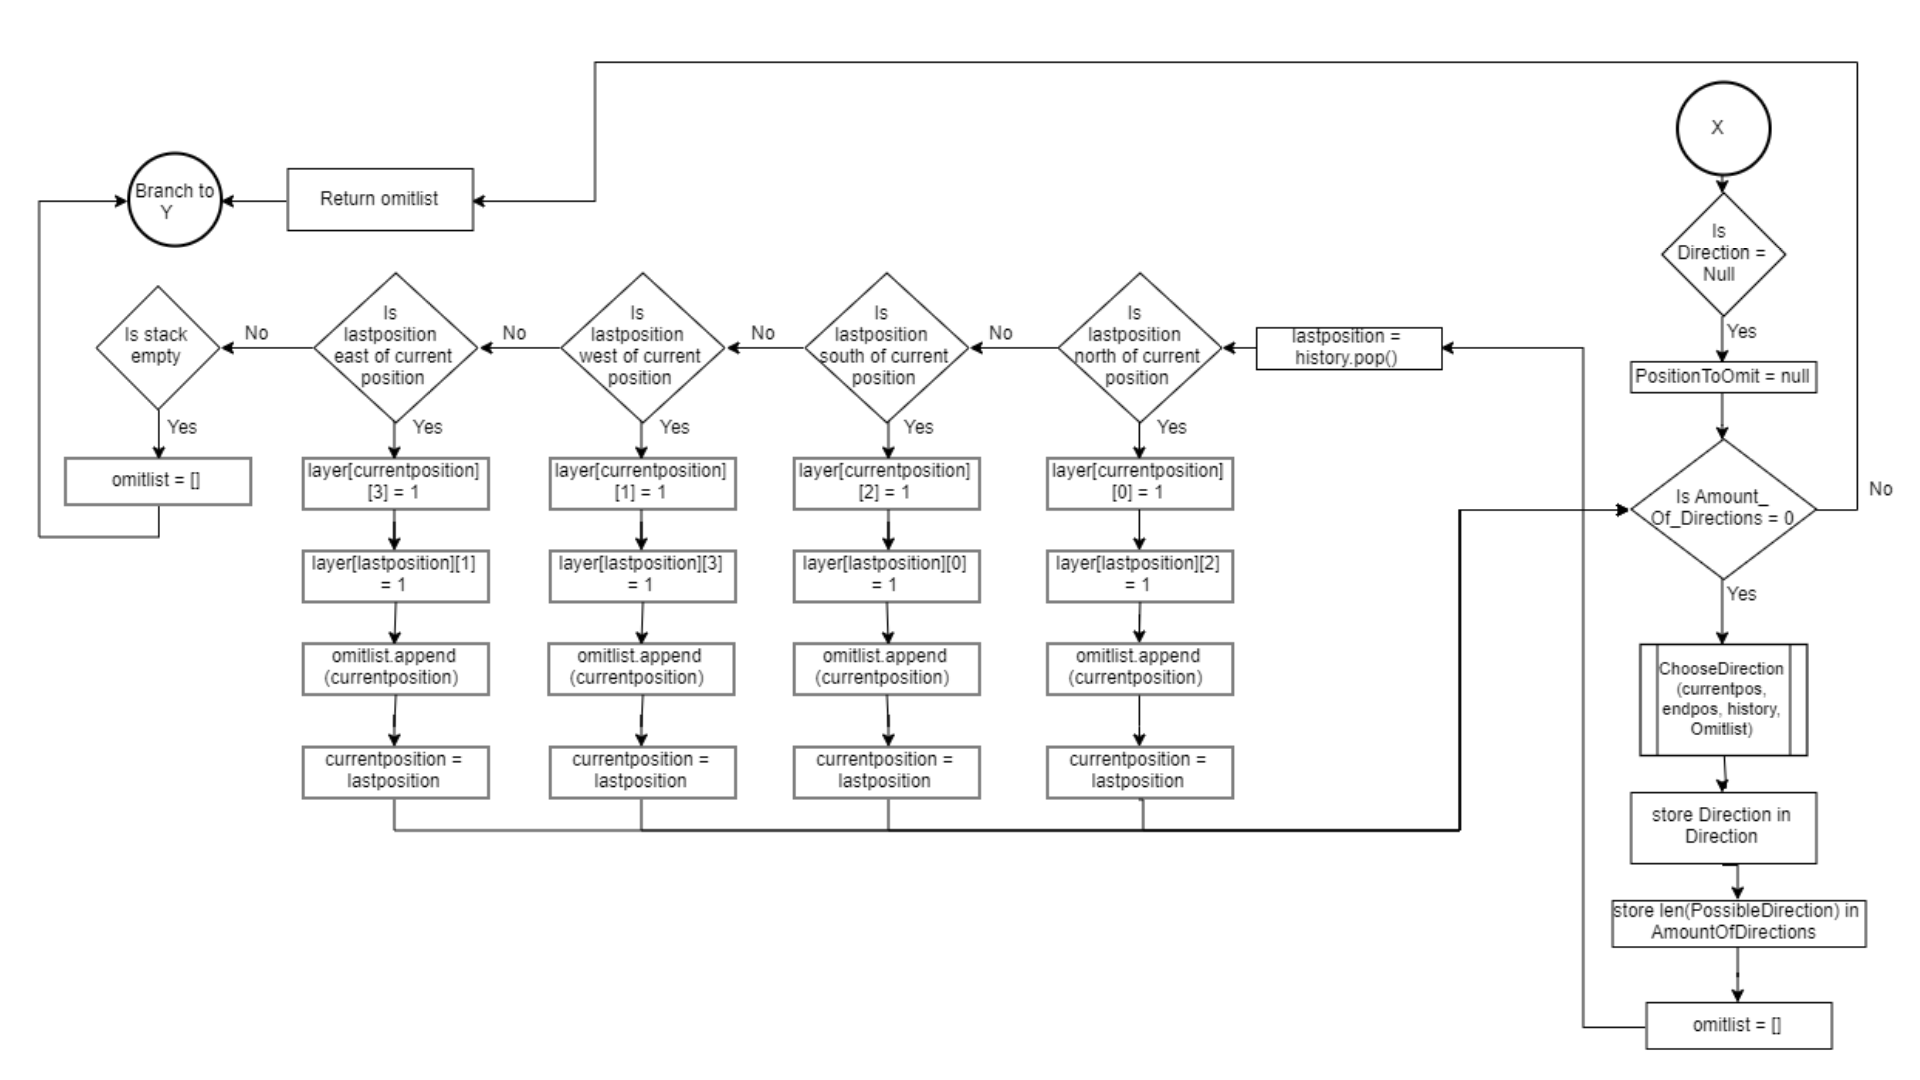 X
Branch to
Y
Return omitlist
Is
Direction =
Null
Yes
PositionToOmit = null
Is Amount_
Of_Directions = 0
No
Yes
ChooseDirection
(currentpos,
endpos, history,
Omitlist)
store Direction in
Direction
store len(PossibleDirection) in
AmountOfDirections
omitlist = []
lastposition =
history.pop()
Is
lastposition
north of current
position
No
Yes
layer[currentposition]
[0] = 1
layer[lastposition][2]
= 1
omitlist.append
(currentposition)
currentposition =
lastposition
Is
lastposition
south of current
position
No
Yes
layer[currentposition]
[2] = 1
layer[lastposition][0]
= 1
omitlist.append
(currentposition)
currentposition =
lastposition
Is
lastposition
west of current
position
No
Yes
layer[currentposition]
[1] = 1
layer[lastposition][3]
= 1
omitlist.append
(currentposition)
currentposition =
lastposition
Is
lastposition
east of current
position
No
Yes
layer[currentposition]
[3] = 1
layer[lastposition][1]
= 1
omitlist.append
(currentposition)
currentposition =
lastposition
Is stack
empty
Yes
omitlist = []